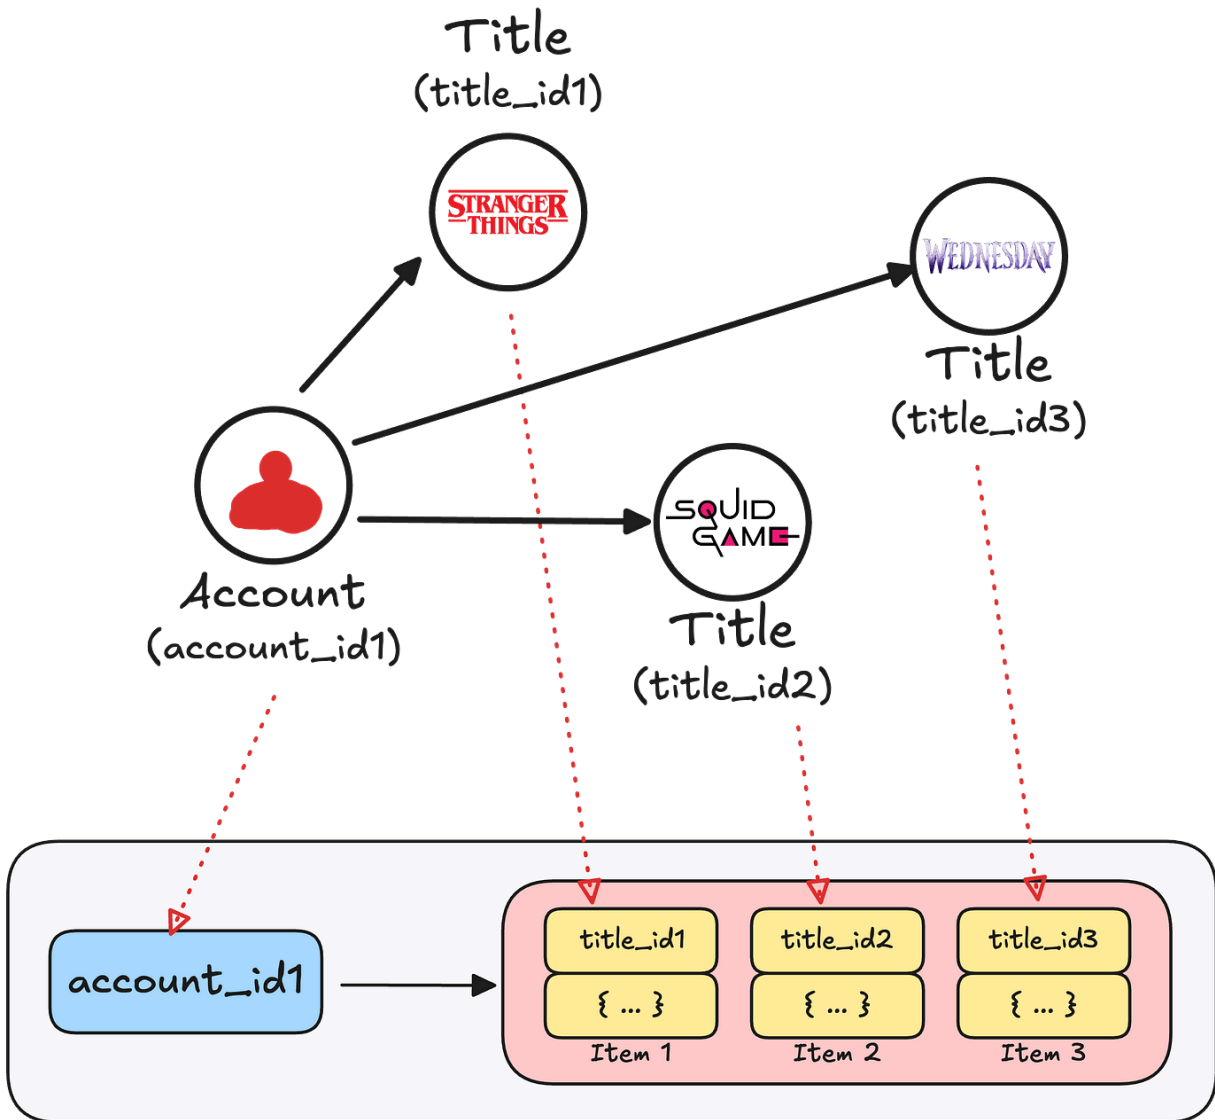 Title
(title_id1)
STRANGER
THINGS
WEDNESDAY
Title
(title_id3)
SQUID
GAME
Account
(account_id1)
Title
(title_id2)
account_id1
title_id1
{ ... }
Item 1
title_id2
{ ... }
Item 2
title_id3
{ ... }
Item 3